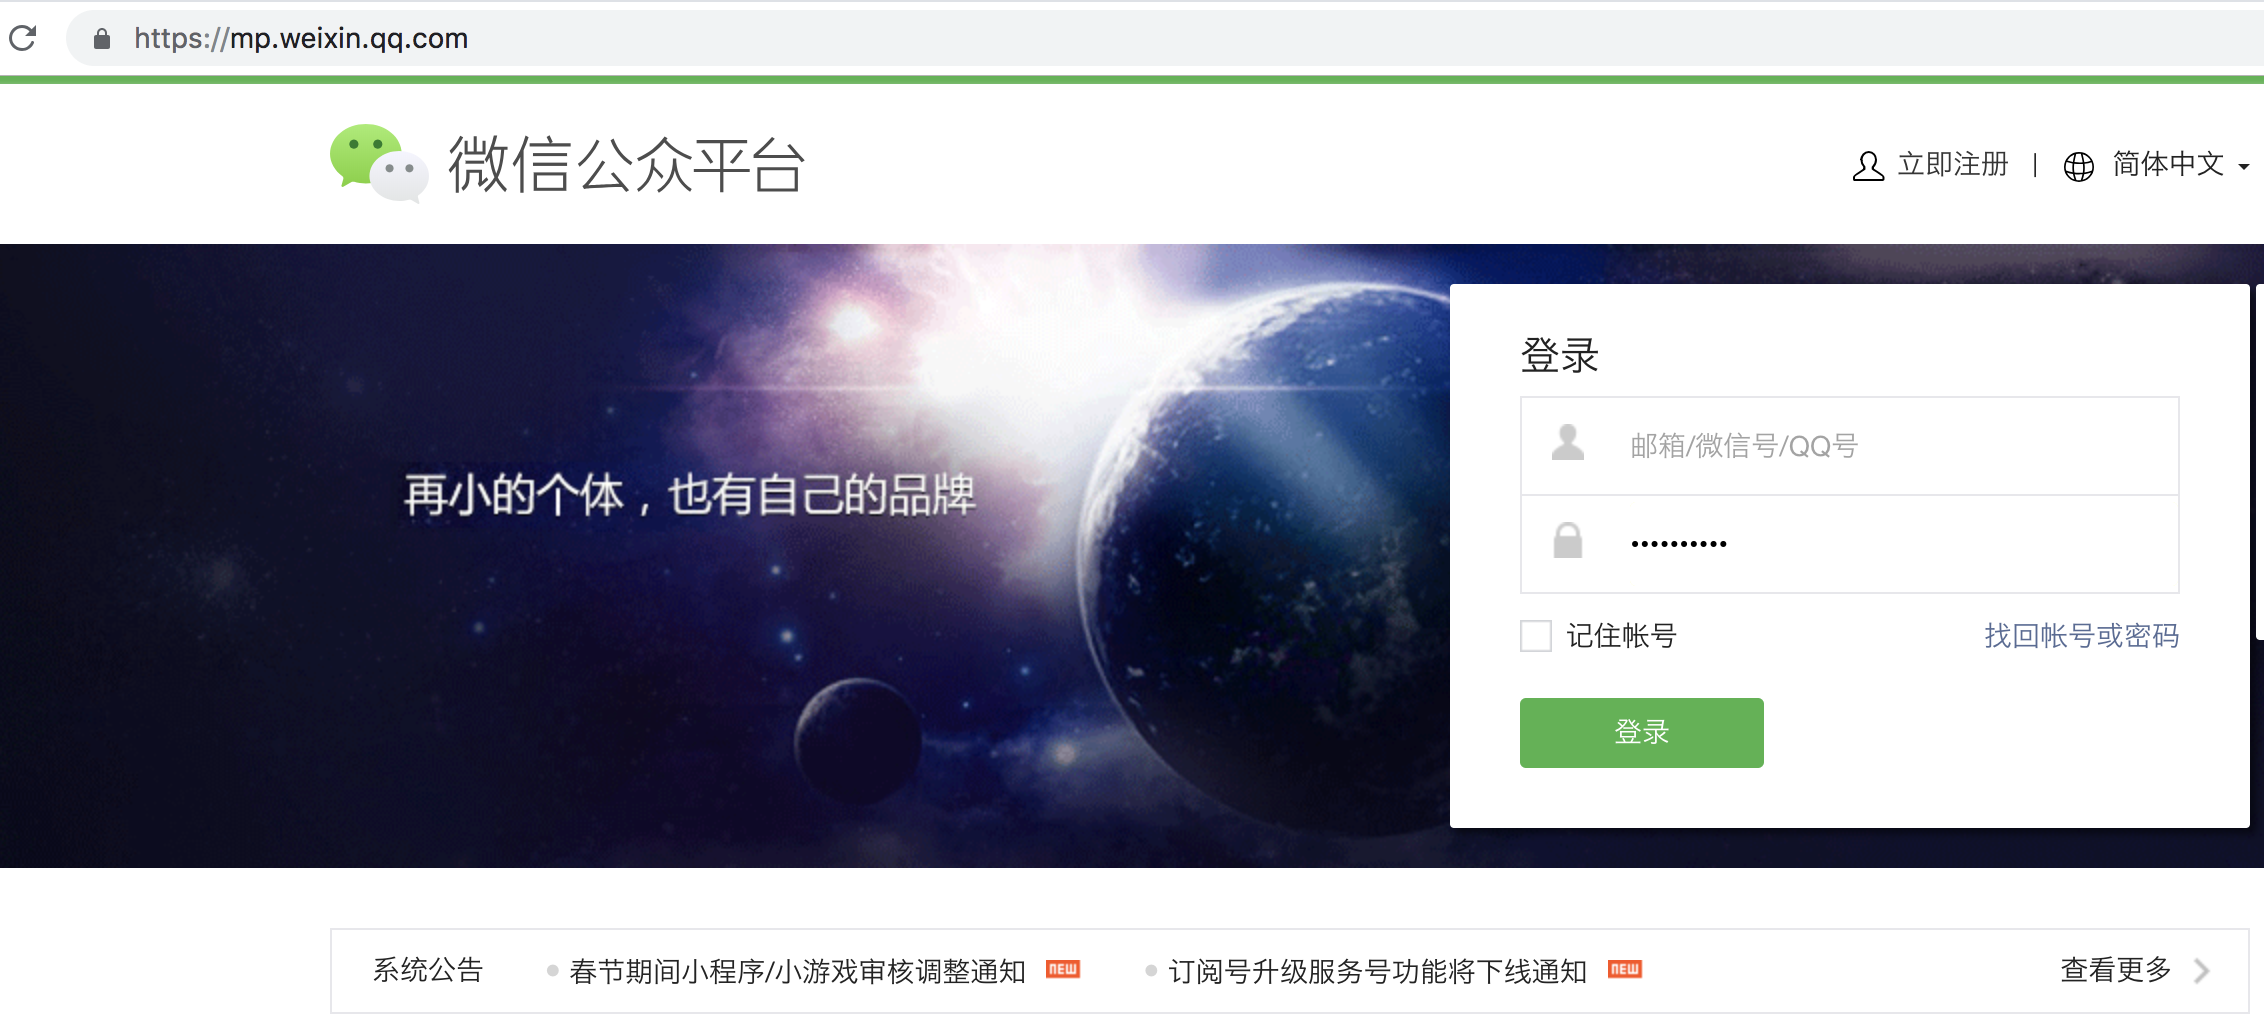 https://mp.weixin.qq.com
微信公众平台
立即注册 | 简体中文
登录
邮箱/微信号/QQ号
再小的个体，也有自己的品牌
••••••••••
记住帐号 找回帐号或密码
登录
系统公告 春节期间小程序/小游戏审核调整通知 NEW 订阅号升级服务号功能将下线通知 NEW 查看更多